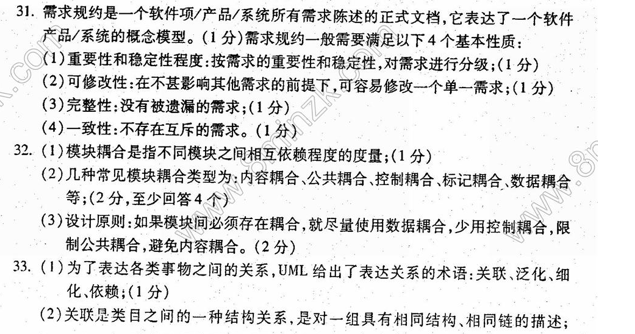 31. 需求规约是一个软件项/产品/系统所有需求陈述的正式文档,它表达了一个软件
产品/系统的概念模型。(1 分)需求规约一般需要满足以下 4 个基本性质:
(1)重要性和稳定性程度:按需求的重要性和稳定性,对需求进行分级;(1 分)
(2)可修改性:在不甚影响其他需求的前提下,可容易修改一个单一需求;(1 分)
(3)完整性:没有被遗漏的需求;(1 分)
(4)一致性:不存在互斥的需求。(1 分)
32. (1)模块耦合是指不同模块之间相互依赖程度的度量;(1 分)
(2)几种常见模块耦合类型为:内容耦合、公共耦合、控制耦合、标记耦合、数据耦合
等;(2 分,至少回答 4 个)
(3)设计原则:如果模块间必须存在耦合,就尽量使用数据耦合,少用控制耦合,限
制公共耦合,避免内容耦合。(2 分)
33. (1)为了表达各类事物之间的关系,UML 给出了表达关系的术语:关联、泛化、细
化、依赖;(1 分)
(2)关联是类目之间的一种结构关系,是对一组具有相同结构、相同链的描述;